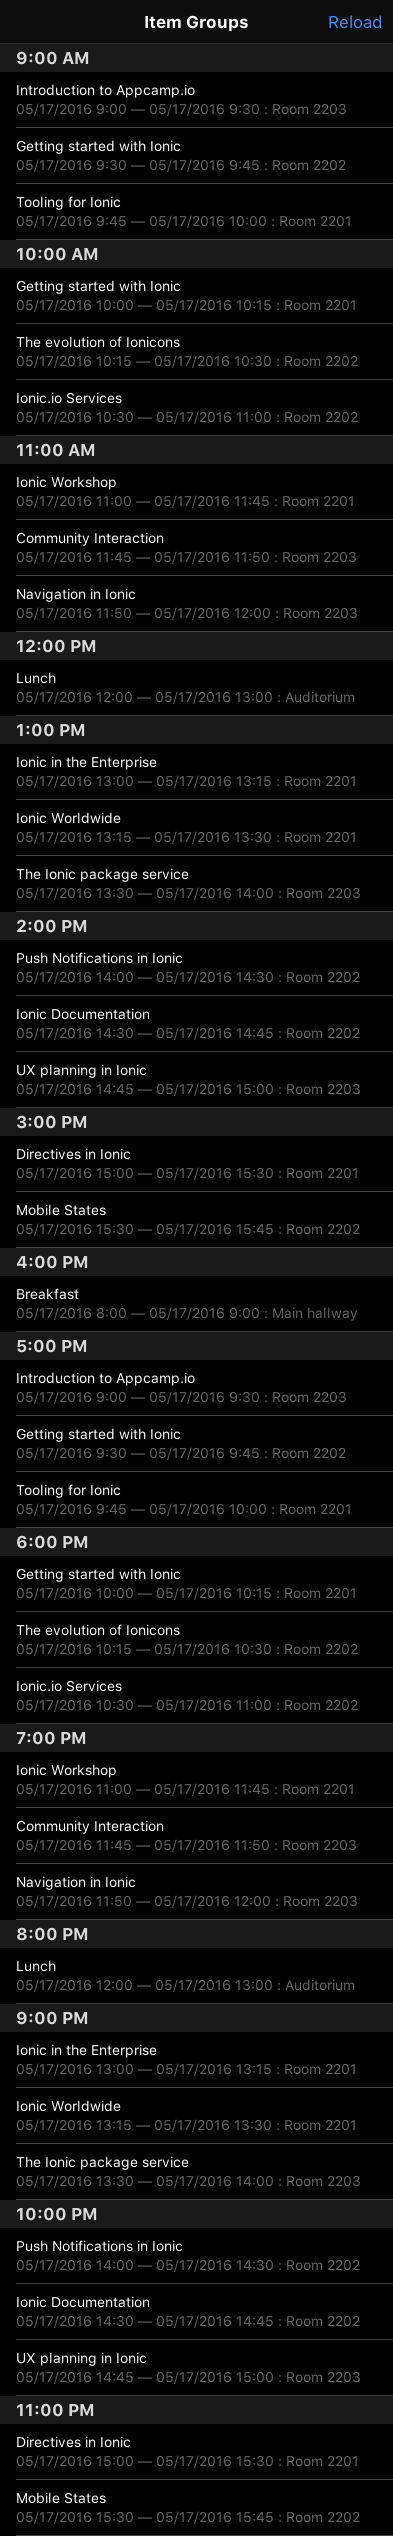 Item Groups
Reload
9:00 AM
Introduction to Appcamp.io
05/17/2016 9:00 — 05/17/2016 9:30 : Room 2203
Getting started with Ionic
05/17/2016 9:30 — 05/17/2016 9:45 : Room 2202
Tooling for Ionic
05/17/2016 9:45 — 05/17/2016 10:00 : Room 2201
10:00 AM
Getting started with Ionic
05/17/2016 10:00 — 05/17/2016 10:15 : Room 2201
The evolution of Ionicons
05/17/2016 10:15 — 05/17/2016 10:30 : Room 2202
Ionic.io Services
05/17/2016 10:30 — 05/17/2016 11:00 : Room 2202
11:00 AM
Ionic Workshop
05/17/2016 11:00 — 05/17/2016 11:45 : Room 2201
Community Interaction
05/17/2016 11:45 — 05/17/2016 11:50 : Room 2203
Navigation in Ionic
05/17/2016 11:50 — 05/17/2016 12:00 : Room 2203
12:00 PM
Lunch
05/17/2016 12:00 — 05/17/2016 13:00 : Auditorium
1:00 PM
Ionic in the Enterprise
05/17/2016 13:00 — 05/17/2016 13:15 : Room 2201
Ionic Worldwide
05/17/2016 13:15 — 05/17/2016 13:30 : Room 2201
The Ionic package service
05/17/2016 13:30 — 05/17/2016 14:00 : Room 2203
2:00 PM
Push Notifications in Ionic
05/17/2016 14:00 — 05/17/2016 14:30 : Room 2202
Ionic Documentation
05/17/2016 14:30 — 05/17/2016 14:45 : Room 2202
UX planning in Ionic
05/17/2016 14:45 — 05/17/2016 15:00 : Room 2203
3:00 PM
Directives in Ionic
05/17/2016 15:00 — 05/17/2016 15:30 : Room 2201
Mobile States
05/17/2016 15:30 — 05/17/2016 15:45 : Room 2202
4:00 PM
Breakfast
05/17/2016 8:00 — 05/17/2016 9:00 : Main hallway
5:00 PM
Introduction to Appcamp.io
05/17/2016 9:00 — 05/17/2016 9:30 : Room 2203
Getting started with Ionic
05/17/2016 9:30 — 05/17/2016 9:45 : Room 2202
Tooling for Ionic
05/17/2016 9:45 — 05/17/2016 10:00 : Room 2201
6:00 PM
Getting started with Ionic
05/17/2016 10:00 — 05/17/2016 10:15 : Room 2201
The evolution of Ionicons
05/17/2016 10:15 — 05/17/2016 10:30 : Room 2202
Ionic.io Services
05/17/2016 10:30 — 05/17/2016 11:00 : Room 2202
7:00 PM
Ionic Workshop
05/17/2016 11:00 — 05/17/2016 11:45 : Room 2201
Community Interaction
05/17/2016 11:45 — 05/17/2016 11:50 : Room 2203
Navigation in Ionic
05/17/2016 11:50 — 05/17/2016 12:00 : Room 2203
8:00 PM
Lunch
05/17/2016 12:00 — 05/17/2016 13:00 : Auditorium
9:00 PM
Ionic in the Enterprise
05/17/2016 13:00 — 05/17/2016 13:15 : Room 2201
Ionic Worldwide
05/17/2016 13:15 — 05/17/2016 13:30 : Room 2201
The Ionic package service
05/17/2016 13:30 — 05/17/2016 14:00 : Room 2203
10:00 PM
Push Notifications in Ionic
05/17/2016 14:00 — 05/17/2016 14:30 : Room 2202
Ionic Documentation
05/17/2016 14:30 — 05/17/2016 14:45 : Room 2202
UX planning in Ionic
05/17/2016 14:45 — 05/17/2016 15:00 : Room 2203
11:00 PM
Directives in Ionic
05/17/2016 15:00 — 05/17/2016 15:30 : Room 2201
Mobile States
05/17/2016 15:30 — 05/17/2016 15:45 : Room 2202